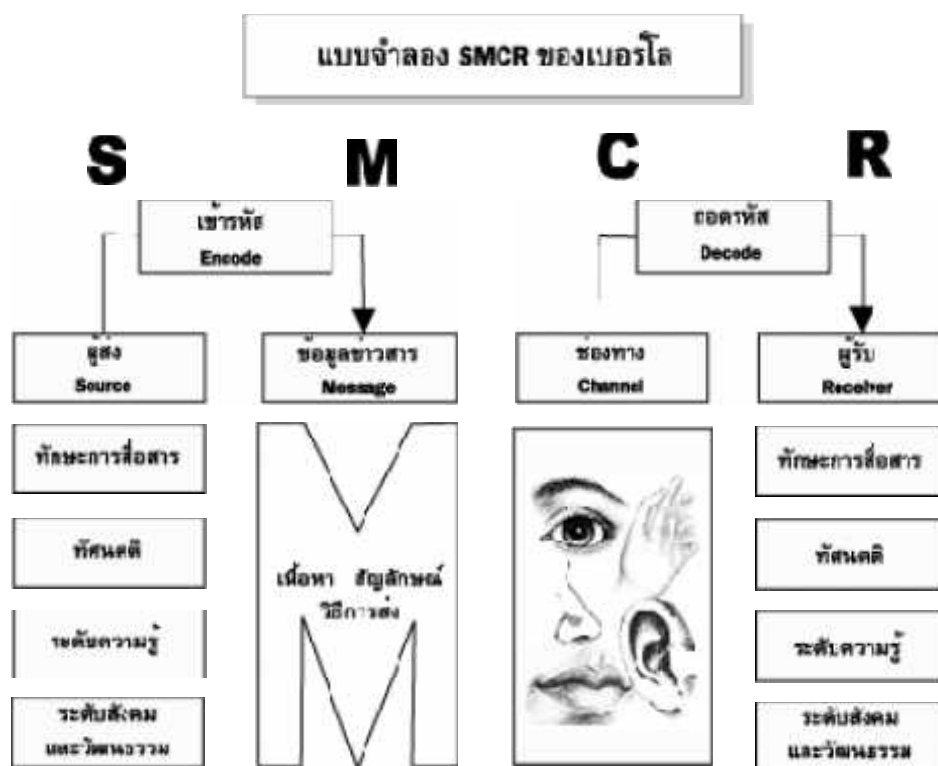 แบบจำลอง SMCR ของเบอร์โล
S M C R
เข้ารหัส
Encode
ถอดรหัส
Decode
ผู้ส่ง
Source
ข้อมูลข่าวสาร
Message
ช่องทาง
Channel
ผู้รับ
Receiver
ทักษะการสื่อสาร
ทัศนคติ
ระดับความรู้
ระดับสังคม
และวัฒนธรรม
เนื้อหา สัญลักษณ์
วิธีการส่ง
ทักษะการสื่อสาร
ทัศนคติ
ระดับความรู้
ระดับสังคม
และวัฒนธรรม